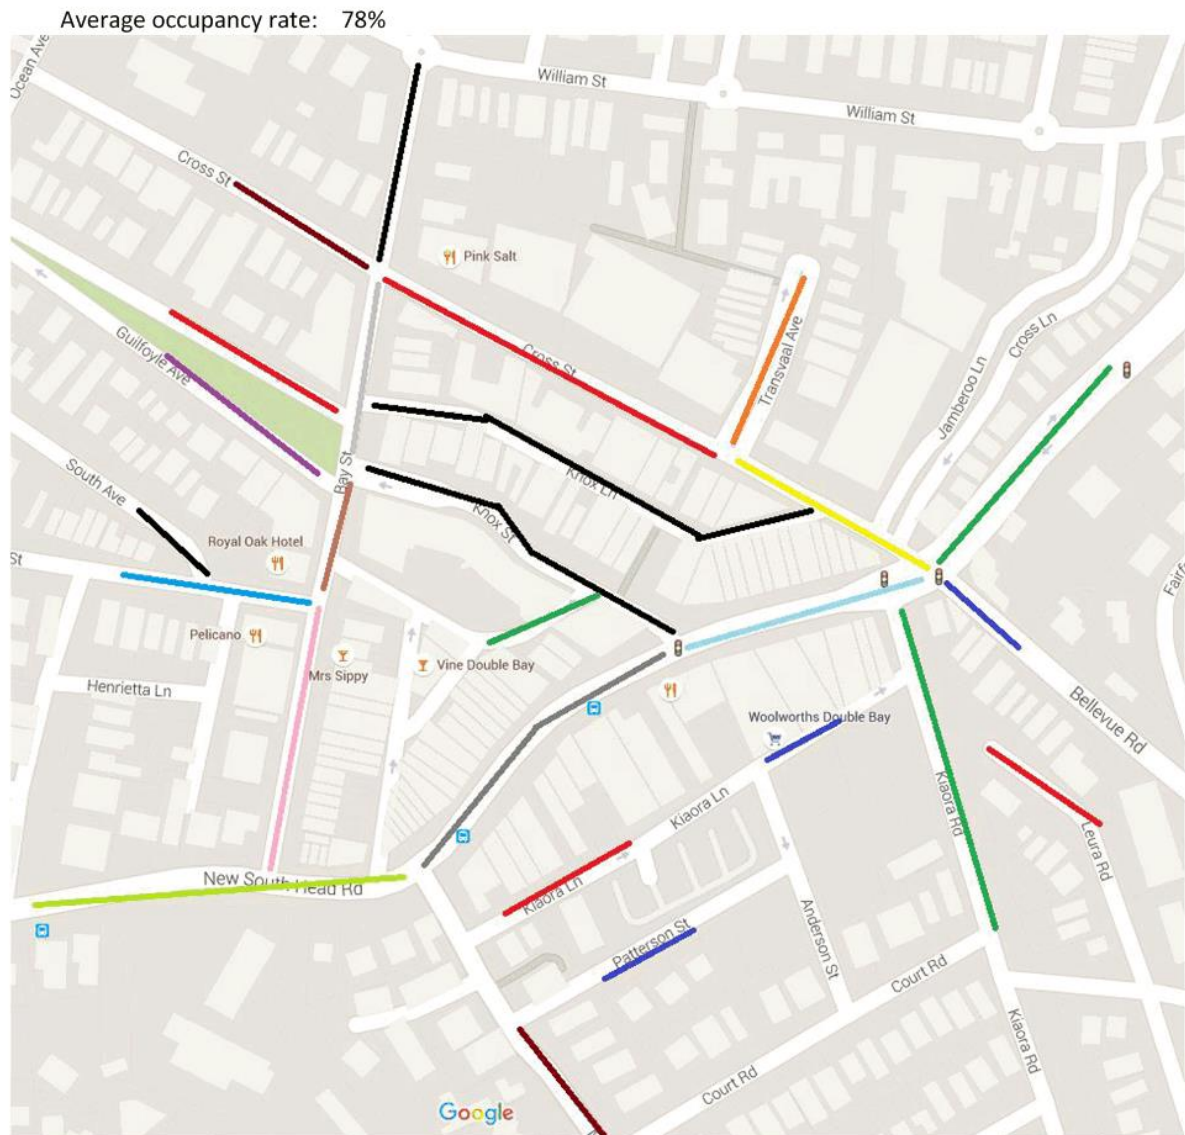 Average occupancy rate: 78%
Ocean Ave
William St
William St
Cross St
Pink Salt
Cross Ln
Guilfoyle Ave
Cross St
Transvaal Ave
Jamberoo Ln
South Ave
Bay St
Knox Ln
Knox St
Royal Oak Hotel
St
Pelicano
Vine Double Bay
Mrs Sippy
Henrietta Ln
Woolworths Double Bay
Bellevue Rd
Kiaora Ln
Kiaora Rd
Leura Rd
New South Head Rd
Kiaora Ln
Patterson St
Anderson St
Court Rd
Kiaora Rd
Court Rd
Google